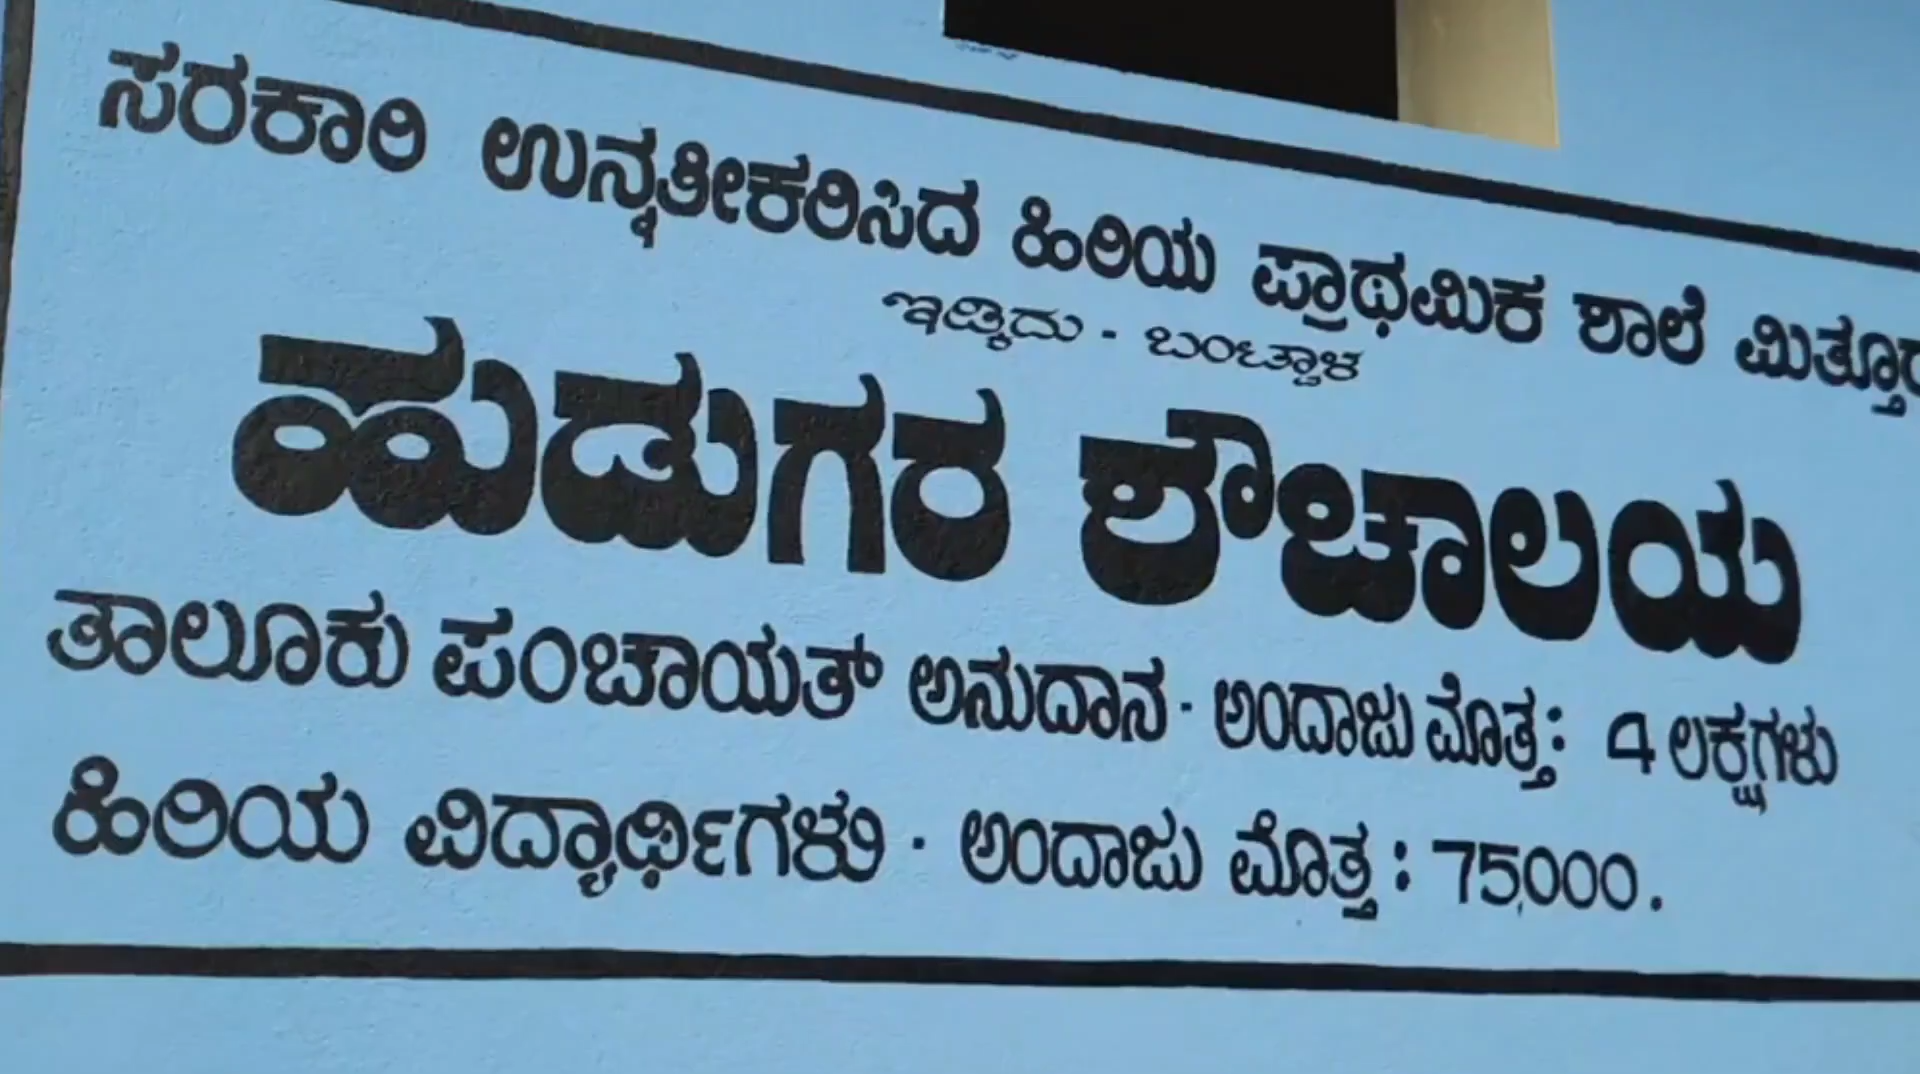 ಸರಕಾರಿ ಉನ್ನತೀಕರಿಸಿದ ಹಿರಿಯ ಪ್ರಾಥಮಿಕ ಶಾಲೆ ಮಿತ್ತೂರ
ಇಡ್ಕಿದು - ಬಂಟ್ವಾಳ
ಹುಡುಗರ ಶೌಚಾಲಯ
ತಾಲೂಕು ಪಂಚಾಯತ್ ಅನುದಾನ - ಅಂದಾಜು ಮೊತ್ತ : 4 ಲಕ್ಷಗಳು
ಹಿರಿಯ ವಿದ್ಯಾರ್ಥಿಗಳು - ಅಂದಾಜು ಮೊತ್ತ : 75,000.